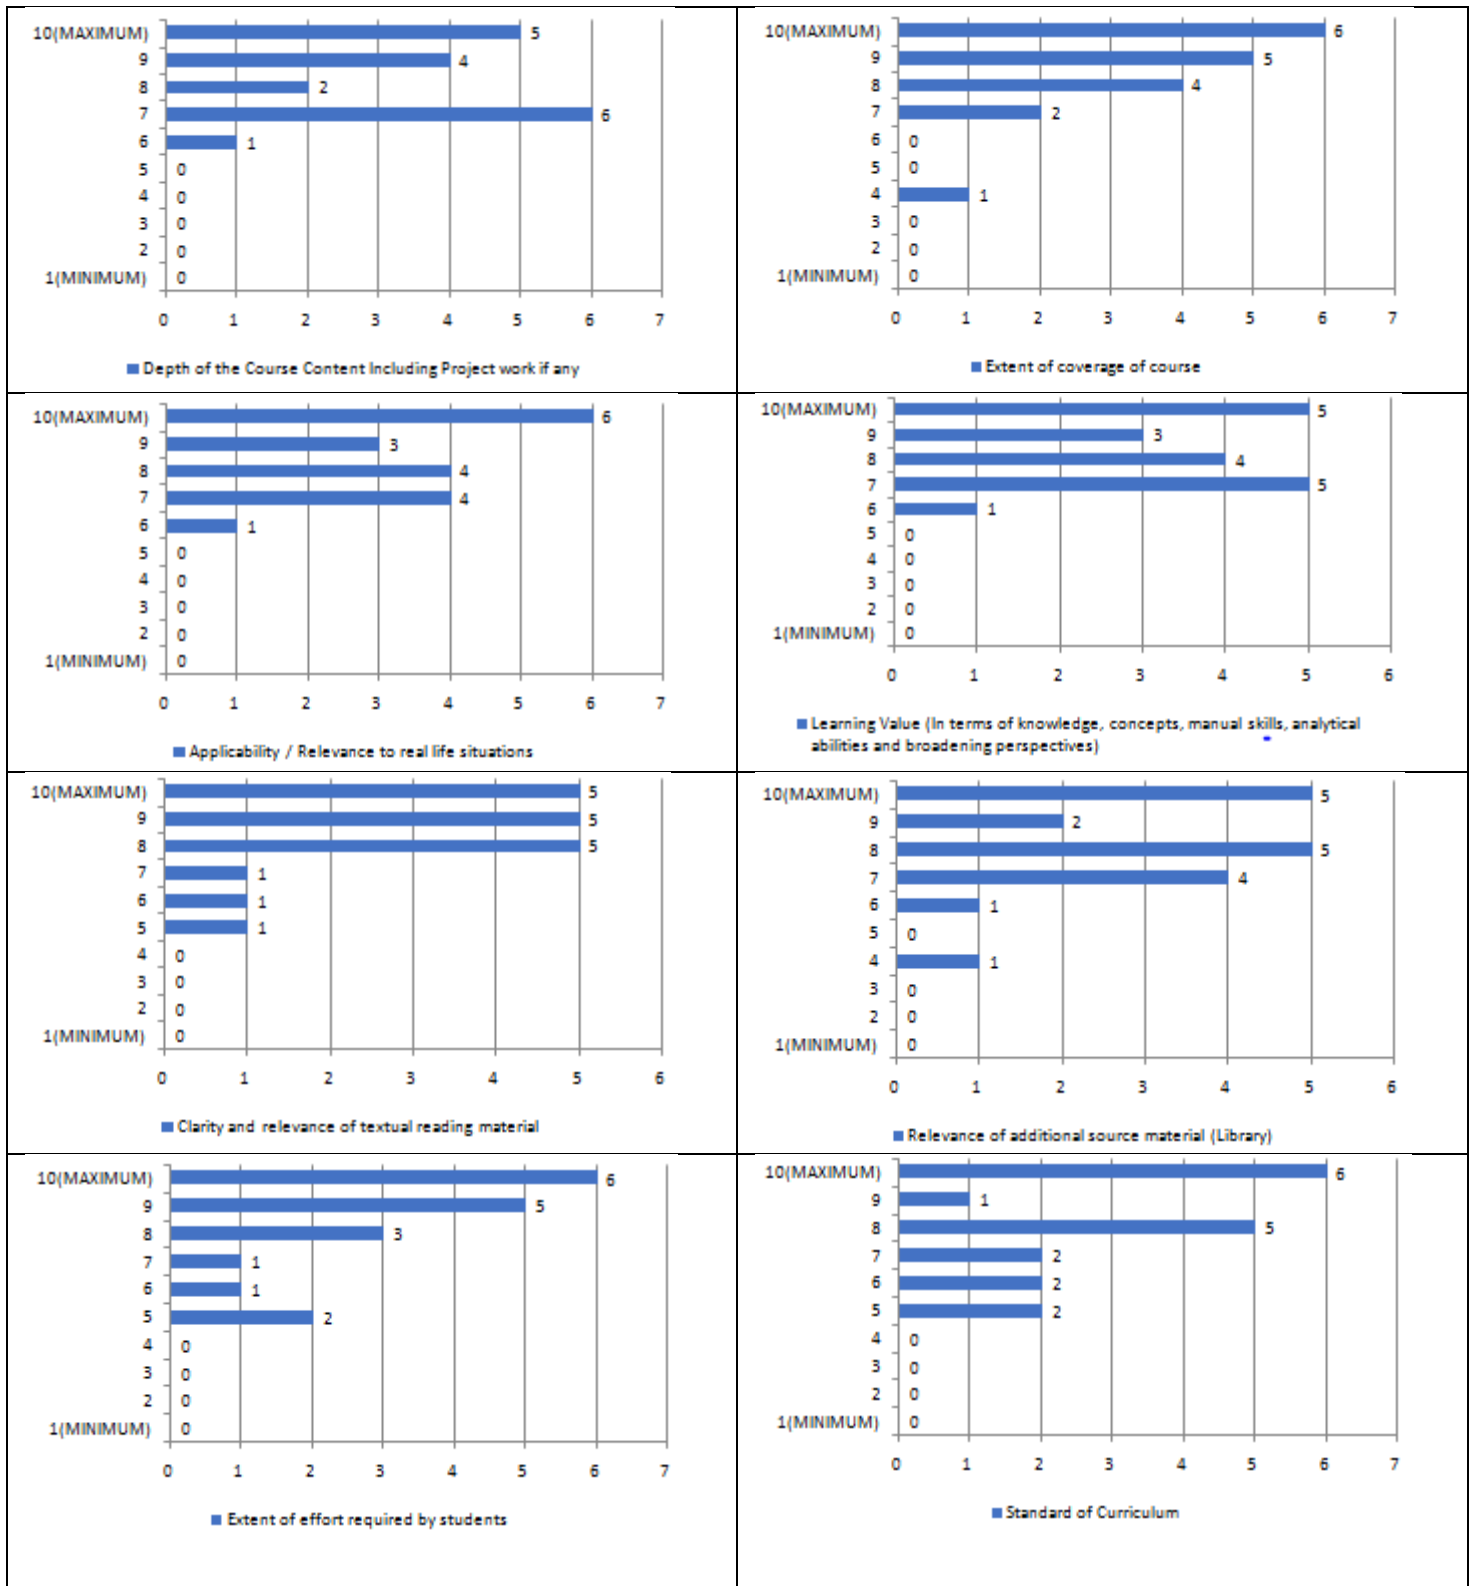 10(MAXIMUM) 5
9 4
8 2
7 6
6 1
5 0
4 0
3 0
2 0
1(MINIMUM) 0
0 1 2 3 4 5 6 7
Depth of the Course Content Including Project work if any
10(MAXIMUM) 6
9 5
8 4
7 2
6 0
5 0
4 1
3 0
2 0
1(MINIMUM) 0
0 1 2 3 4 5 6 7
Extent of coverage of course
10(MAXIMUM) 6
9 3
8 4
7 4
6 1
5 0
4 0
3 0
2 0
1(MINIMUM) 0
0 1 2 3 4 5 6 7
Applicability / Relevance to real life situations
10(MAXIMUM) 5
9 3
8 4
7 5
6 1
5 0
4 0
3 0
2 0
1(MINIMUM) 0
0 1 2 3 4 5 6
Learning Value (In terms of knowledge, concepts, manual skills, analytical
abilities and broadening perspectives)
10(MAXIMUM) 5
9 5
8 5
7 1
6 1
5 1
4 0
3 0
2 0
1(MINIMUM) 0
0 1 2 3 4 5 6
Clarity and relevance of textual reading material
10(MAXIMUM) 5
9 2
8 5
7 4
6 1
5 0
4 1
3 0
2 0
1(MINIMUM) 0
0 1 2 3 4 5 6
Relevance of additional source material (Library)
10(MAXIMUM) 6
9 5
8 3
7 1
6 1
5 2
4 0
3 0
2 0
1(MINIMUM) 0
0 1 2 3 4 5 6 7
Extent of effort required by students
10(MAXIMUM) 6
9 1
8 5
7 2
6 2
5 2
4 0
3 0
2 0
1(MINIMUM) 0
0 1 2 3 4 5 6 7
Standard of Curriculum